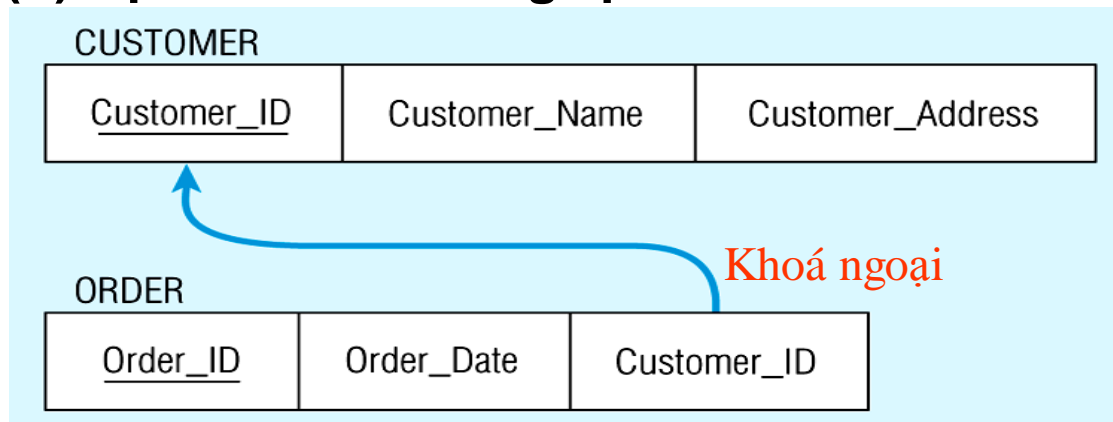 CUSTOMER
Customer_ID Customer_Name Customer_Address
Khoá ngoại
ORDER
Order_ID Order_Date Customer_ID